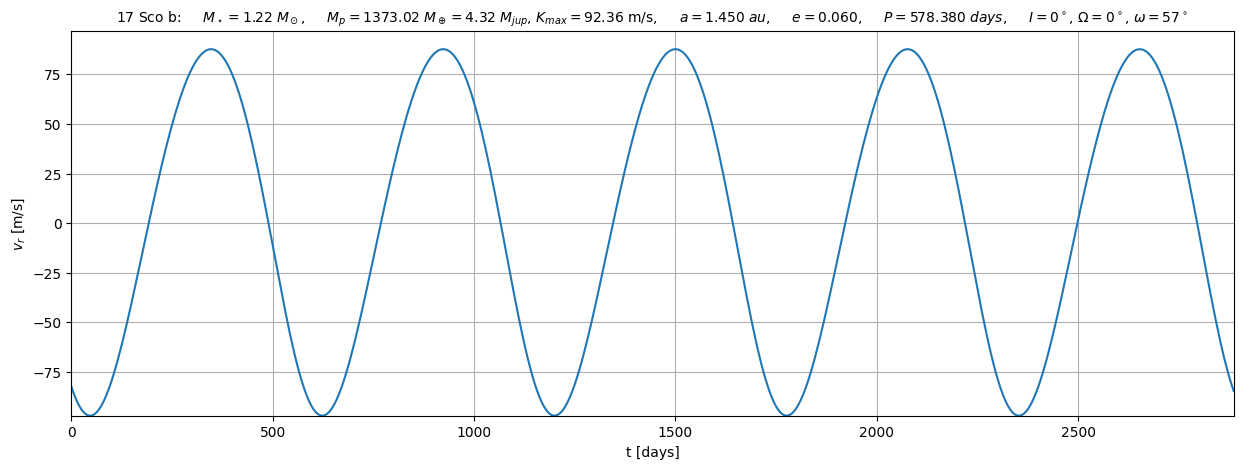 17 Sco b: M⋆ = 1.22 M⊙, Mp = 1373.02 M⊕ = 4.32 Mjup, Kmax = 92.36 m/s, a = 1.450 au, e = 0.060, P = 578.380 days, I = 0°, Ω = 0°, ω = 57°
75
50
25
0
−25
−50
−75
vr [m/s]
0 500 1000 1500 2000 2500
t [days]